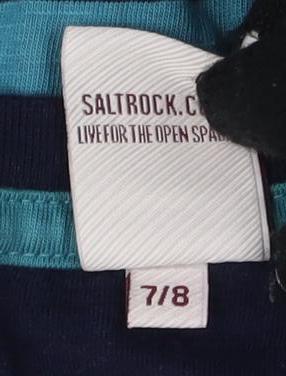 SALTROCK.C
LIVE FOR THE OPEN
7/8